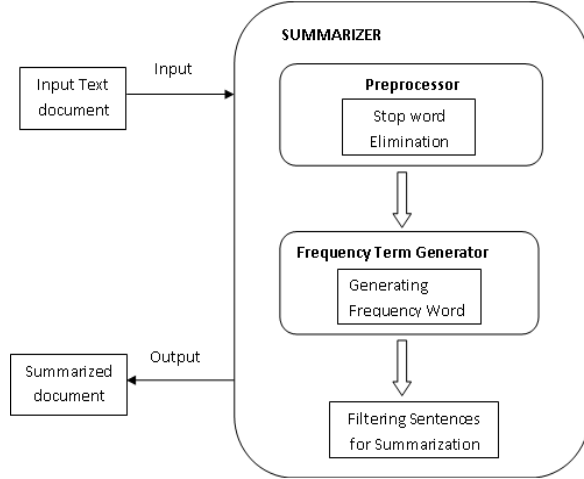 SUMMARIZER
Input
Input Text
document
Preprocessor
Stop word
Elimination
Frequency Term Generator
Generating
Frequency Word
Output
Summarized
document
Filtering Sentences
for Summarization